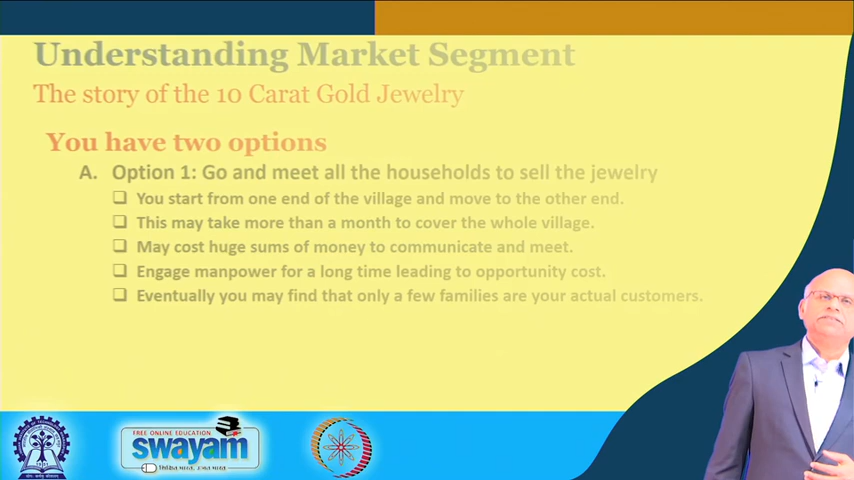 Understanding Market Segment
The story of the 10 Carat Gold Jewelry
You have two options
A. Option 1: Go and meet all the households to sell the jewelry
❑ You start from one end of the village and move to the other end.
❑ This may take more than a month to cover the whole village.
❑ May cost huge sums of money to communicate and meet.
❑ Engage manpower for a long time leading to opportunity cost.
❑ Eventually you may find that only a few families are your actual customers.
FREE ONLINE EDUCATION
swayam
1951